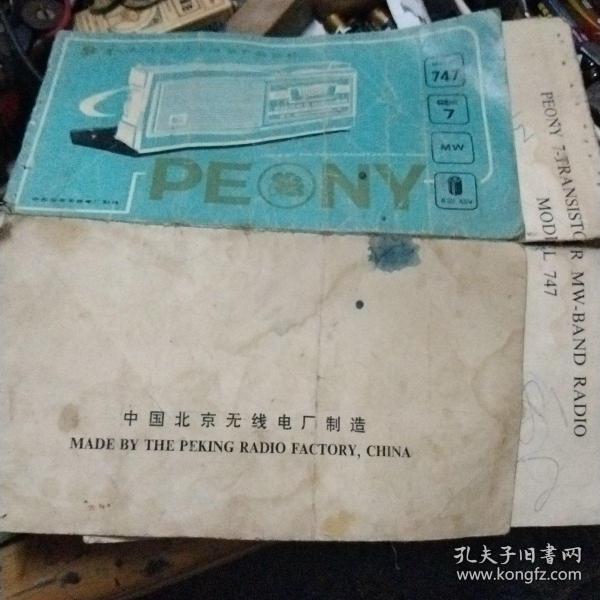 747
7
MW
PEONY
PEONY 7-TRANSISTOR MW-BAND RADIO
MODEL 747
中国北京无线电厂制造
MADE BY THE PEKING RADIO FACTORY, CHINA
孔夫子旧書网
www.kongfz.com